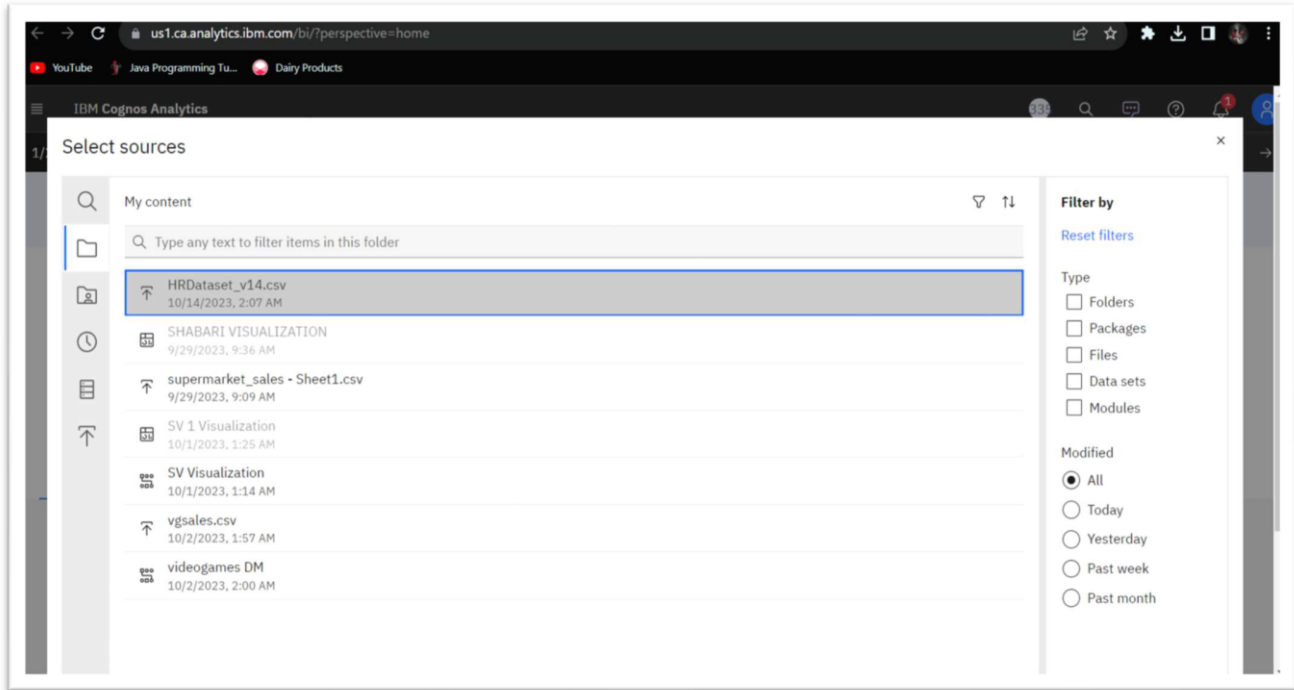 us1.ca.analytics.ibm.com/bi/?perspective=home
YouTube Java Programming Tu... Dairy Products
IBM Cognos Analytics
1
1/
Select sources
My content
Type any text to filter items in this folder
HRDataset_v14.csv
10/14/2023, 2:07 AM
SHABARI VISUALIZATION
9/29/2023, 9:36 AM
supermarket_sales - Sheet1.csv
9/29/2023, 9:09 AM
SV 1 Visualization
10/1/2023, 1:25 AM
SV Visualization
10/1/2023, 1:14 AM
vgsales.csv
10/2/2023, 1:57 AM
videogames DM
10/2/2023, 2:00 AM
Filter by
Reset filters
Type
Folders
Packages
Files
Data sets
Modules
Modified
All
Today
Yesterday
Past week
Past month